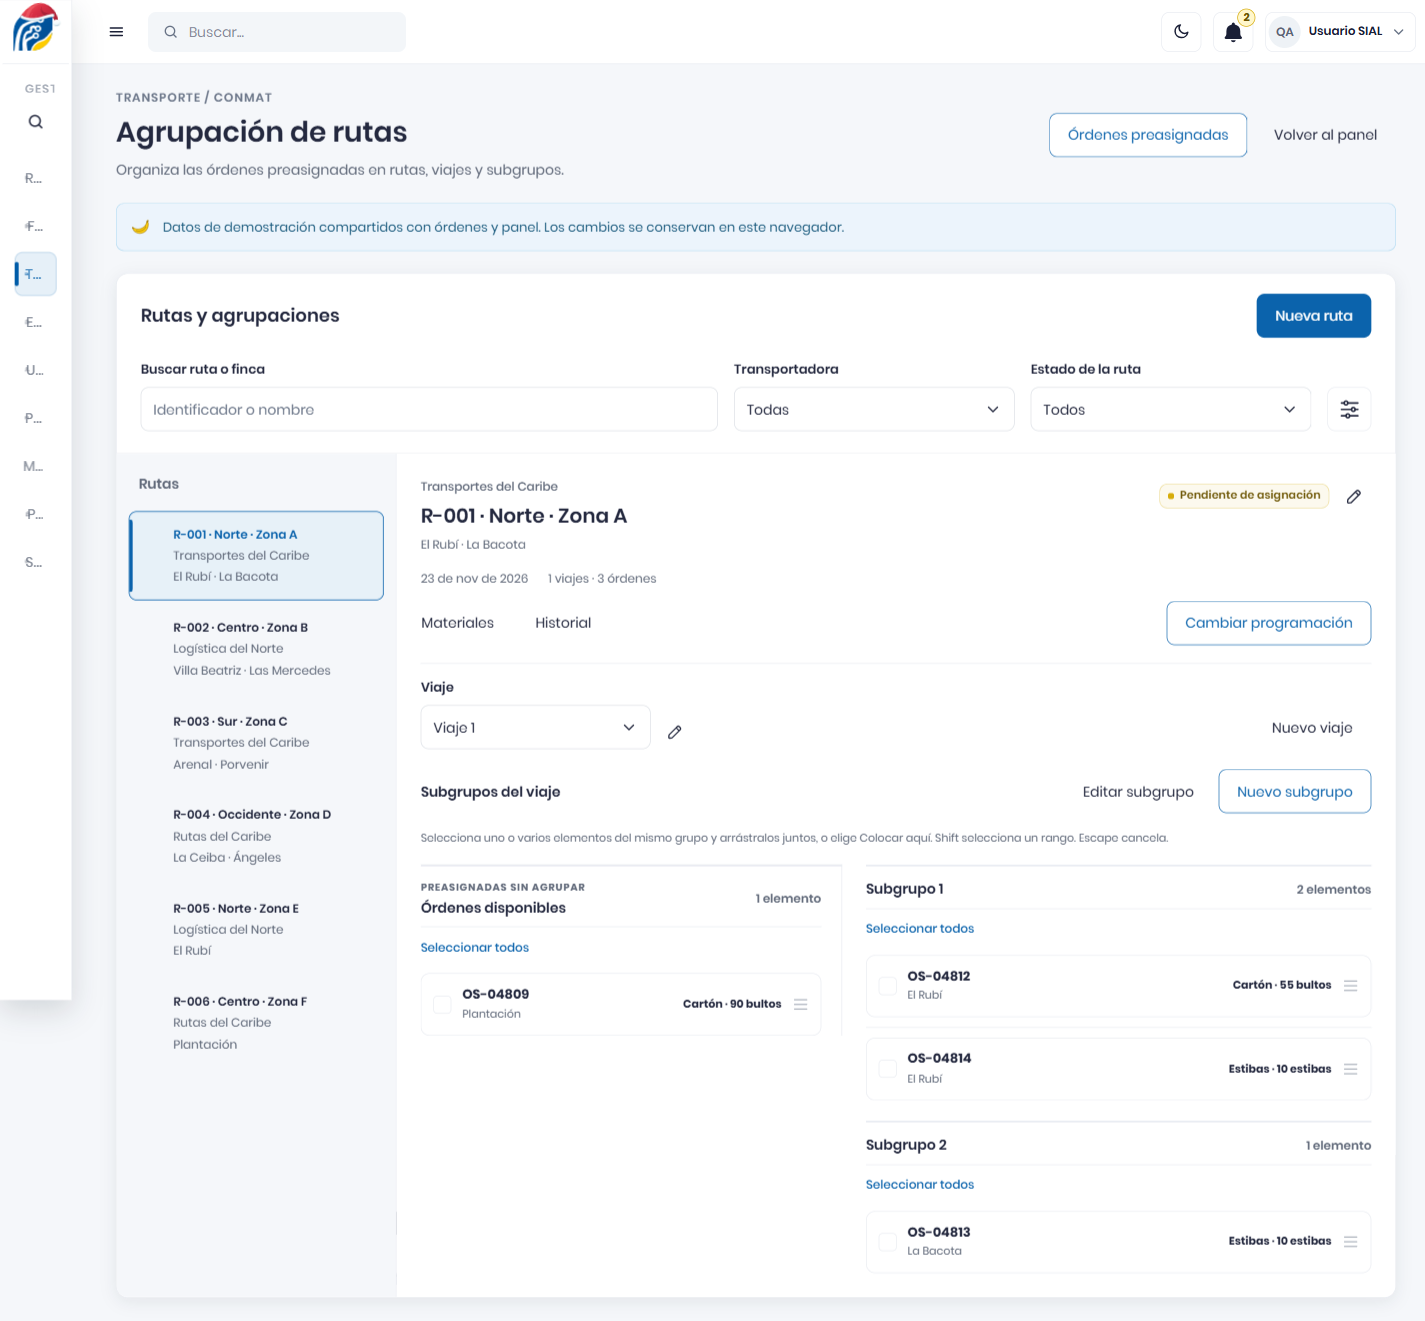 Buscar...
2
QA
Usuario SIAL
GEST
R...
F...
T...
E...
U...
P...
M...
P...
S...
TRANSPORTE / CONMAT
Agrupación de rutas
Organiza las órdenes preasignadas en rutas, viajes y subgrupos.
Órdenes preasignadas
Volver al panel
Datos de demostración compartidos con órdenes y panel. Los cambios se conservan en este navegador.
Rutas y agrupaciones
Nueva ruta
Buscar ruta o finca
Identificador o nombre
Transportadora
Todas
Estado de la ruta
Todos
Rutas
R-001 · Norte · Zona A
Transportes del Caribe
El Rubí · La Bacota
R-002 · Centro · Zona B
Logística del Norte
Villa Beatriz · Las Mercedes
R-003 · Sur · Zona C
Transportes del Caribe
Arenal · Porvenir
R-004 · Occidente · Zona D
Rutas del Caribe
La Ceiba · Ángeles
R-005 · Norte · Zona E
Logística del Norte
El Rubí
R-006 · Centro · Zona F
Rutas del Caribe
Plantación
Transportes del Caribe
R-001 · Norte · Zona A
El Rubí · La Bacota
23 de nov de 2026
1 viajes · 3 órdenes
Pendiente de asignación
Materiales
Historial
Cambiar programación
Viaje
Viaje 1
Nuevo viaje
Subgrupos del viaje
Editar subgrupo
Nuevo subgrupo
Selecciona uno o varios elementos del mismo grupo y arrástralos juntos, o elige Colocar aquí. Shift selecciona un rango. Escape cancela.
PREASIGNADAS SIN AGRUPAR
Órdenes disponibles
1 elemento
Seleccionar todos
OS-04809
Plantación
Cartón · 90 bultos
Subgrupo 1
2 elementos
Seleccionar todos
OS-04812
El Rubí
Cartón · 55 bultos
OS-04814
El Rubí
Estibas · 10 estibas
Subgrupo 2
1 elemento
Seleccionar todos
OS-04813
La Bacota
Estibas · 10 estibas